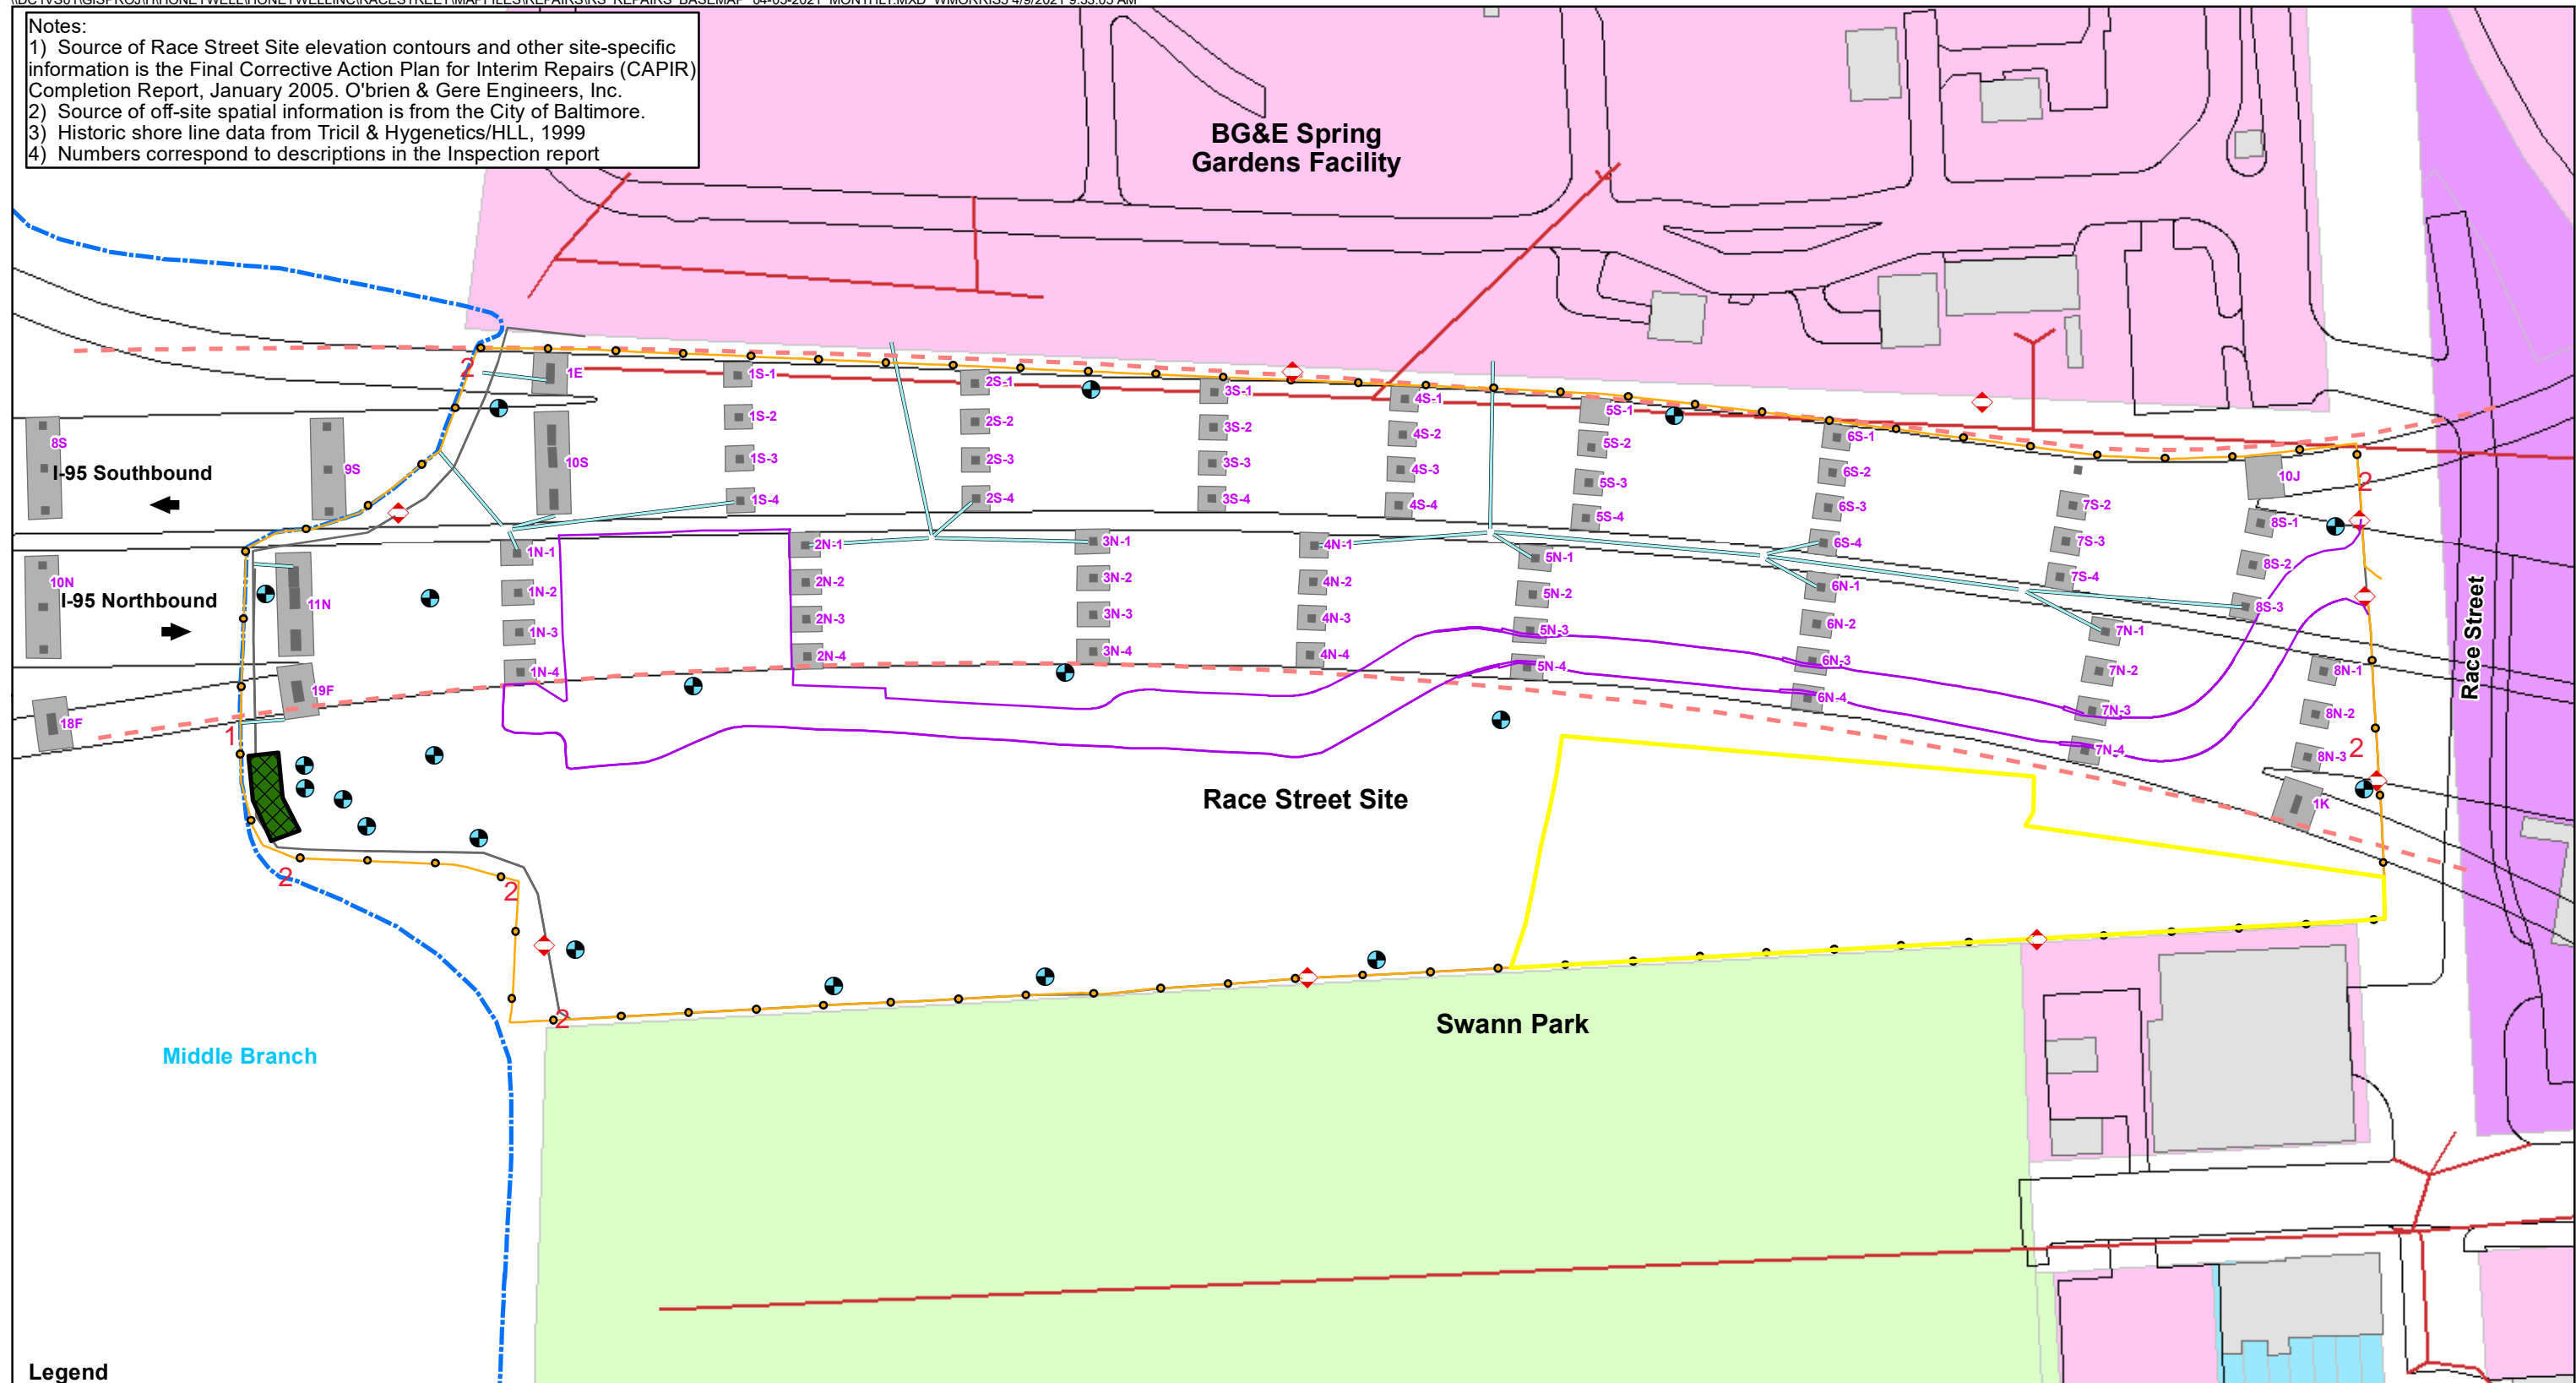 Notes:
1) Source of Race Street Site elevation contours and other site-specific
information is the Final Corrective Action Plan for Interim Repairs (CAPIR)
Completion Report, January 2005. O'brien & Gere Engineers, Inc.
2) Source of off-site spatial information is from the City of Baltimore.
3) Historic shore line data from Tricil & Hygenetics/HLL, 1999
4) Numbers correspond to descriptions in the Inspection report
BG&E Spring
Gardens Facility
2
1E
1S-1
2S-1
3S-1
4S-1
5S-1
6S-1
1S-2
2S-2
3S-2
4S-2
5S-2
6S-2
7S-2
8S
9S
10S
1S-3
2S-3
3S-3
4S-3
5S-3
6S-3
7S-3
10J
2
8S-1
I-95 Southbound
1S-4
2S-4
3S-4
4S-4
5S-4
6S-4
7S-4
8S-2
8S-3
10N
I-95 Northbound
11N
1N-1
2N-1
3N-1
4N-1
5N-1
6N-1
7N-1
8N-1
1N-2
2N-2
3N-2
4N-2
5N-2
6N-2
7N-2
8N-2
1N-3
2N-3
3N-3
4N-3
5N-3
6N-3
7N-3
8N-3
1N-4
2N-4
3N-4
4N-4
5N-4
6N-4
7N-4
2
1K
Race Street
18F
19F
1
Race Street Site
2
2
2
Swann Park
Middle Branch
Legend